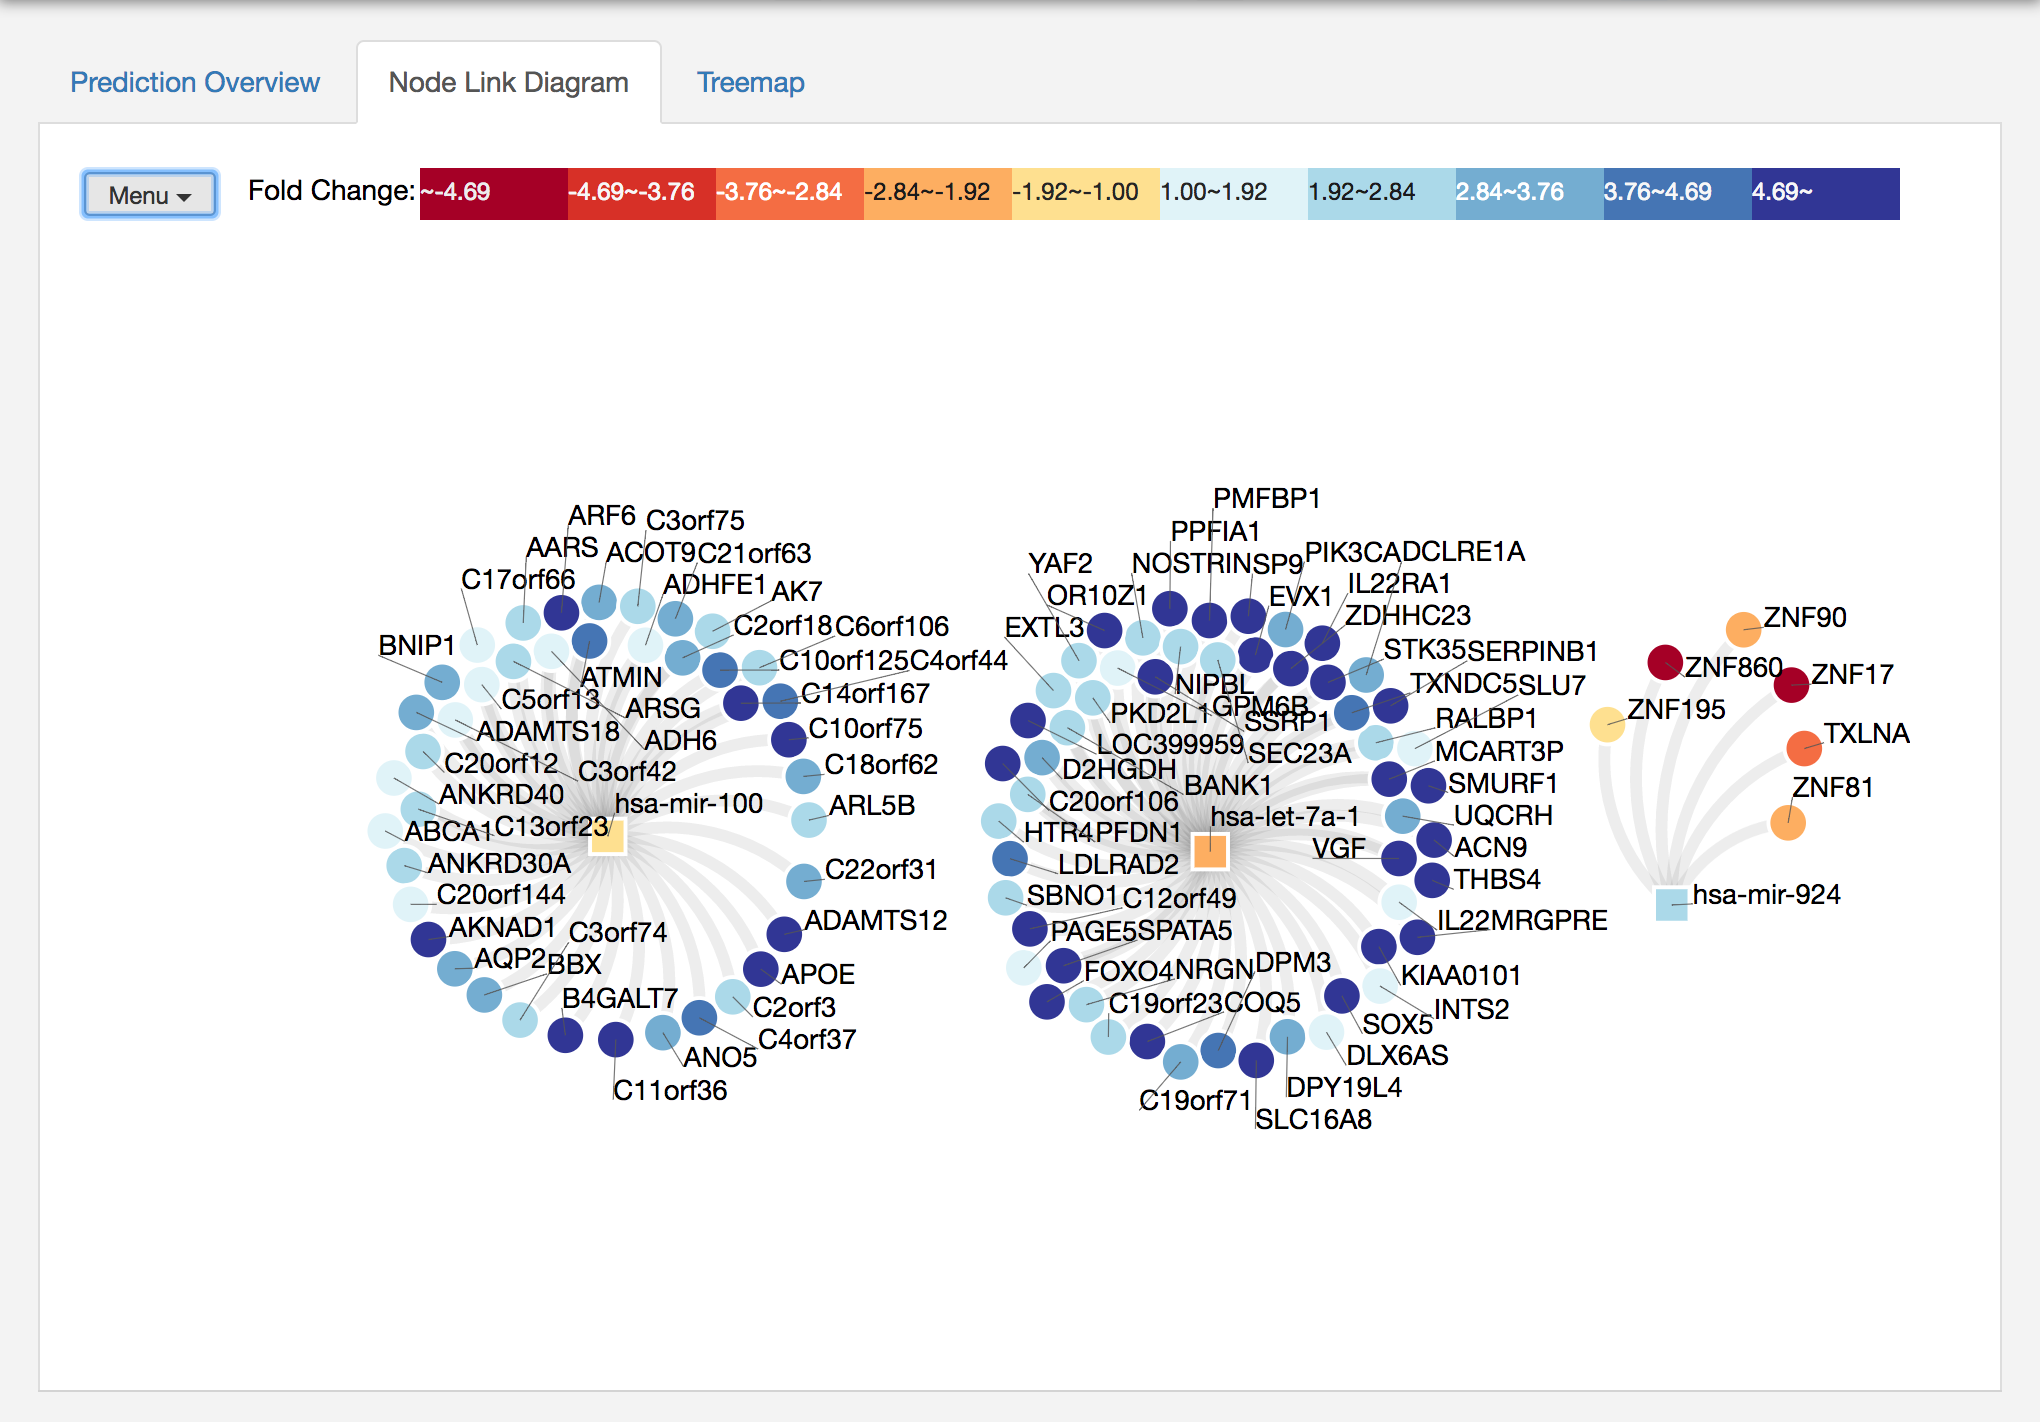 Prediction Overview
Node Link Diagram
Treemap
Menu
Fold Change:
~-4.69
-4.69~-3.76
-3.76~-2.84
-2.84~-1.92
-1.92~-1.00
1.00~1.92
1.92~2.84
2.84~3.76
3.76~4.69
4.69~
ARF6
C3orf75
AARS
ACOT9
C21orf63
C17orf66
ADHFE1
AK7
C2orf18
C6orf106
BNIP1
C10orf125
C4orf44
ATMIN
C5orf13
C14orf167
ARSG
ADAMTS18
C10orf75
ADH6
C20orf12
C3orf42
C18orf62
ANKRD40
hsa-mir-100
ARL5B
ABCA1
C13orf23
ANKRD30A
C22orf31
C20orf144
AKNAD1
C3orf74
ADAMTS12
AQP2
BBX
APOE
B4GALT7
C2orf3
C4orf37
ANO5
C11orf36
PMFBP1
PPFIA1
YAF2
NOSTRIN
SP9
PIK3CA
DCLRE1A
OR10Z1
EVX1
IL22RA1
EXTL3
ZDHHC23
STK35
SERPINB1
NIPBL
TXNDC5
SLU7
PKD2L1
GPM6B
SSRP1
RALBP1
LOC399959
SEC23A
MCART3P
D2HGDH
BANK1
SMURF1
C20orf106
hsa-let-7a-1
UQCRH
HTR4
PFDN1
VGF
ACN9
LDLRAD2
THBS4
SBNO1
C12orf49
IL22
MRGPRE
PAGE5
SPATA5
FOXO4
NRGN
DPM3
KIAA0101
C19orf23
COQ5
INTS2
SOX5
DLX6AS
C19orf71
DPY19L4
SLC16A8
ZNF90
ZNF860
ZNF17
ZNF195
TXLNA
ZNF81
hsa-mir-924